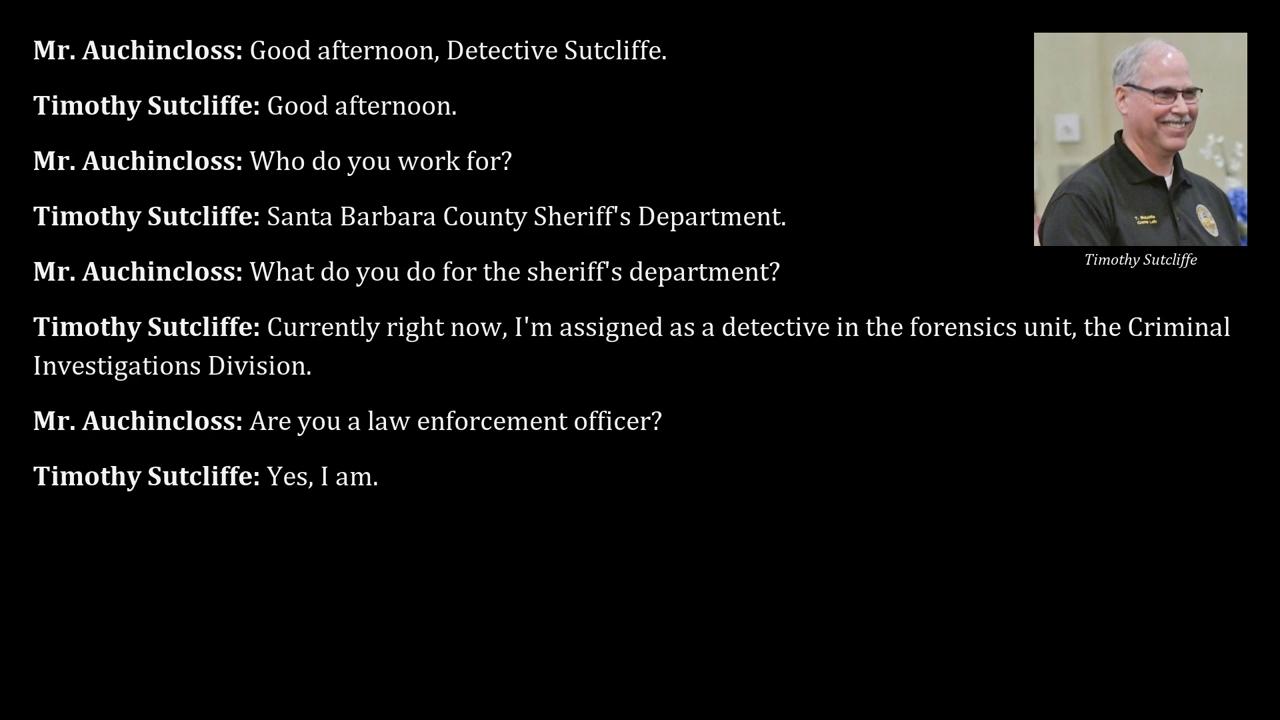 Mr. Auchincloss: Good afternoon, Detective Sutcliffe.
Timothy Sutcliffe: Good afternoon.
Mr. Auchincloss: Who do you work for?
Timothy Sutcliffe: Santa Barbara County Sheriff's Department.
Timothy Sutcliffe
Mr. Auchincloss: What do you do for the sheriff's department?
Timothy Sutcliffe: Currently right now, I'm assigned as a detective in the forensics unit, the Criminal
Investigations Division.
Mr. Auchincloss: Are you a law enforcement officer?
Timothy Sutcliffe: Yes, I am.